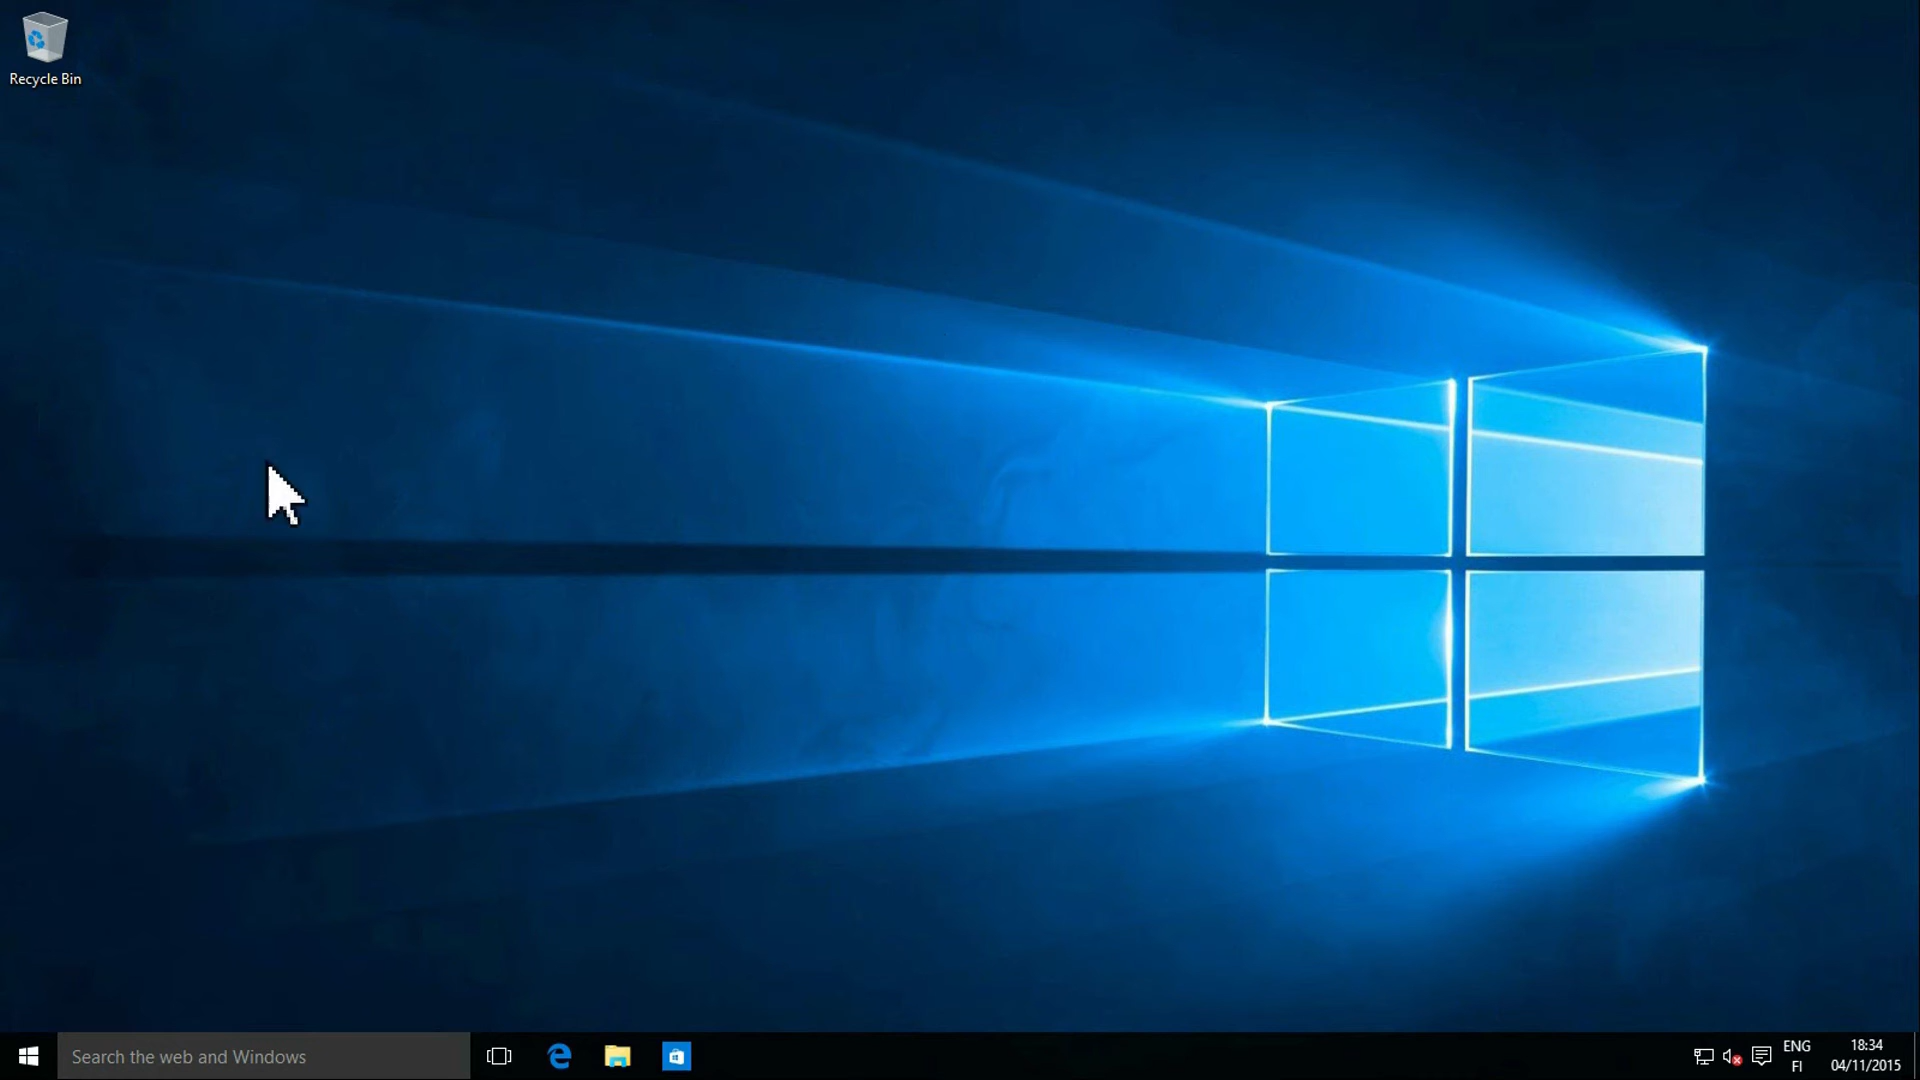 Recycle Bin
Search the web and Windows
ENG
FI
18:34
04/11/2015